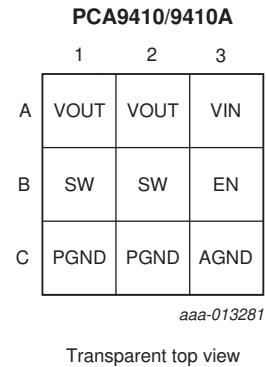 PCA9410/9410A
1 2 3
A VOUT VOUT VIN
B SW SW EN
C PGND PGND AGND
aaa-013281
Transparent top view